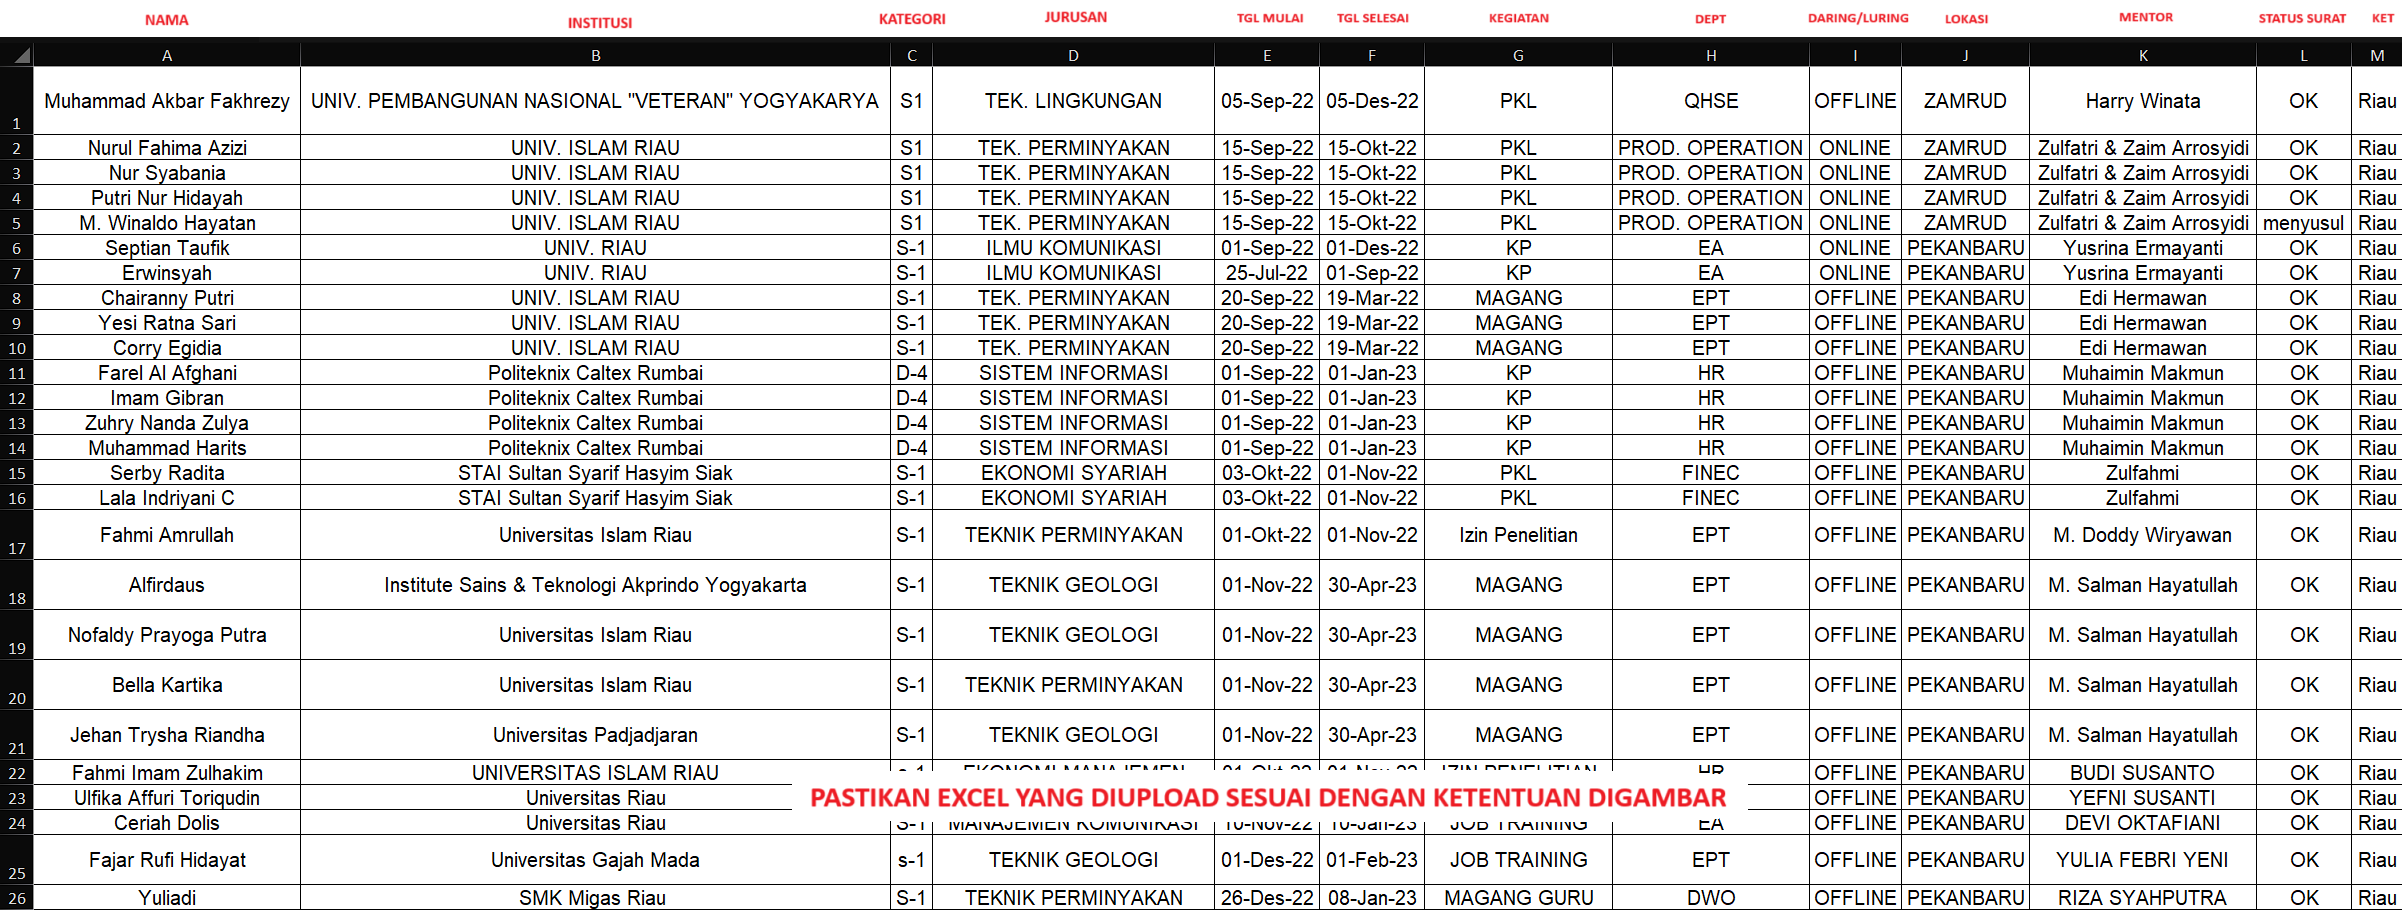 NAMA INSTITUSI KATEGORI JURUSAN TGL MULAI TGL SELESAI KEGIATAN DEPT DARING/LURING LOKASI MENTOR STATUS SURAT KET
A B C D E F G H I J K L M
1 Muhammad Akbar Fakhrezy UNIV. PEMBANGUNAN NASIONAL "VETERAN" YOGYAKARYA S1 TEK. LINGKUNGAN 05-Sep-22 05-Des-22 PKL QHSE OFFLINE ZAMRUD Harry Winata OK Riau
2 Nurul Fahima Azizi UNIV. ISLAM RIAU S1 TEK. PERMINYAKAN 15-Sep-22 15-Okt-22 PKL PROD. OPERATION ONLINE ZAMRUD Zulfatri & Zaim Arrosyidi OK Riau
3 Nur Syabania UNIV. ISLAM RIAU S1 TEK. PERMINYAKAN 15-Sep-22 15-Okt-22 PKL PROD. OPERATION ONLINE ZAMRUD Zulfatri & Zaim Arrosyidi OK Riau
4 Putri Nur Hidayah UNIV. ISLAM RIAU S1 TEK. PERMINYAKAN 15-Sep-22 15-Okt-22 PKL PROD. OPERATION ONLINE ZAMRUD Zulfatri & Zaim Arrosyidi OK Riau
5 M. Winaldo Hayatan UNIV. ISLAM RIAU S1 TEK. PERMINYAKAN 15-Sep-22 15-Okt-22 PKL PROD. OPERATION ONLINE ZAMRUD Zulfatri & Zaim Arrosyidi menyusul Riau
6 Septian Taufik UNIV. RIAU S-1 ILMU KOMUNIKASI 01-Sep-22 01-Des-22 KP EA ONLINE PEKANBARU Yusrina Ermayanti OK Riau
7 Erwinsyah UNIV. RIAU S-1 ILMU KOMUNIKASI 25-Jul-22 01-Sep-22 KP EA ONLINE PEKANBARU Yusrina Ermayanti OK Riau
8 Chairanny Putri UNIV. ISLAM RIAU S-1 TEK. PERMINYAKAN 20-Sep-22 19-Mar-22 MAGANG EPT OFFLINE PEKANBARU Edi Hermawan OK Riau
9 Yesi Ratna Sari UNIV. ISLAM RIAU S-1 TEK. PERMINYAKAN 20-Sep-22 19-Mar-22 MAGANG EPT OFFLINE PEKANBARU Edi Hermawan OK Riau
10 Corry Egidia UNIV. ISLAM RIAU S-1 TEK. PERMINYAKAN 20-Sep-22 19-Mar-22 MAGANG EPT OFFLINE PEKANBARU Edi Hermawan OK Riau
11 Farel Al Afghani Politeknix Caltex Rumbai D-4 SISTEM INFORMASI 01-Sep-22 01-Jan-23 KP HR OFFLINE PEKANBARU Muhaimin Makmun OK Riau
12 Imam Gibran Politeknix Caltex Rumbai D-4 SISTEM INFORMASI 01-Sep-22 01-Jan-23 KP HR OFFLINE PEKANBARU Muhaimin Makmun OK Riau
13 Zuhry Nanda Zulya Politeknix Caltex Rumbai D-4 SISTEM INFORMASI 01-Sep-22 01-Jan-23 KP HR OFFLINE PEKANBARU Muhaimin Makmun OK Riau
14 Muhammad Harits Politeknix Caltex Rumbai D-4 SISTEM INFORMASI 01-Sep-22 01-Jan-23 KP HR OFFLINE PEKANBARU Muhaimin Makmun OK Riau
15 Serby Radita STAI Sultan Syarif Hasyim Siak S-1 EKONOMI SYARIAH 03-Okt-22 01-Nov-22 PKL FINEC OFFLINE PEKANBARU Zulfahmi OK Riau
16 Lala Indriyani C STAI Sultan Syarif Hasyim Siak S-1 EKONOMI SYARIAH 03-Okt-22 01-Nov-22 PKL FINEC OFFLINE PEKANBARU Zulfahmi OK Riau
17 Fahmi Amrullah Universitas Islam Riau S-1 TEKNIK PERMINYAKAN 01-Okt-22 01-Nov-22 Izin Penelitian EPT OFFLINE PEKANBARU M. Doddy Wiryawan OK Riau
18 Alfirdaus Institute Sains & Teknologi Akprindo Yogyakarta S-1 TEKNIK GEOLOGI 01-Nov-22 30-Apr-23 MAGANG EPT OFFLINE PEKANBARU M. Salman Hayatullah OK Riau
19 Nofaldy Prayoga Putra Universitas Islam Riau S-1 TEKNIK GEOLOGI 01-Nov-22 30-Apr-23 MAGANG EPT OFFLINE PEKANBARU M. Salman Hayatullah OK Riau
20 Bella Kartika Universitas Islam Riau S-1 TEKNIK PERMINYAKAN 01-Nov-22 30-Apr-23 MAGANG EPT OFFLINE PEKANBARU M. Salman Hayatullah OK Riau
21 Jehan Trysha Riandha Universitas Padjadjaran S-1 TEKNIK GEOLOGI 01-Nov-22 30-Apr-23 MAGANG EPT OFFLINE PEKANBARU M. Salman Hayatullah OK Riau
22 Fahmi Imam Zulhakim UNIVERSITAS ISLAM RIAU s-1 EKONOMI MANAJEMEN 01-Okt-22 01-Nov-22 IZIN PENELITIAN HR OFFLINE PEKANBARU BUDI SUSANTO OK Riau
23 Ulfika Affuri Toriqudin Universitas Riau PASTIKAN EXCEL YANG DIUPLOAD SESUAI DENGAN KETENTUAN DIGAMBAR OFFLINE PEKANBARU YEFNI SUSANTI OK Riau
24 Ceriah Dolis Universitas Riau S-1 MANAJEMEN KOMUNIKASI 10-Nov-22 10-Jan-23 JOB TRAINING EA OFFLINE PEKANBARU DEVI OKTAFIANI OK Riau
25 Fajar Rufi Hidayat Universitas Gajah Mada s-1 TEKNIK GEOLOGI 01-Des-22 01-Feb-23 JOB TRAINING EPT OFFLINE PEKANBARU YULIA FEBRI YENI OK Riau
26 Yuliadi SMK Migas Riau S-1 TEKNIK PERMINYAKAN 26-Des-22 08-Jan-23 MAGANG GURU DWO OFFLINE PEKANBARU RIZA SYAHPUTRA OK Riau